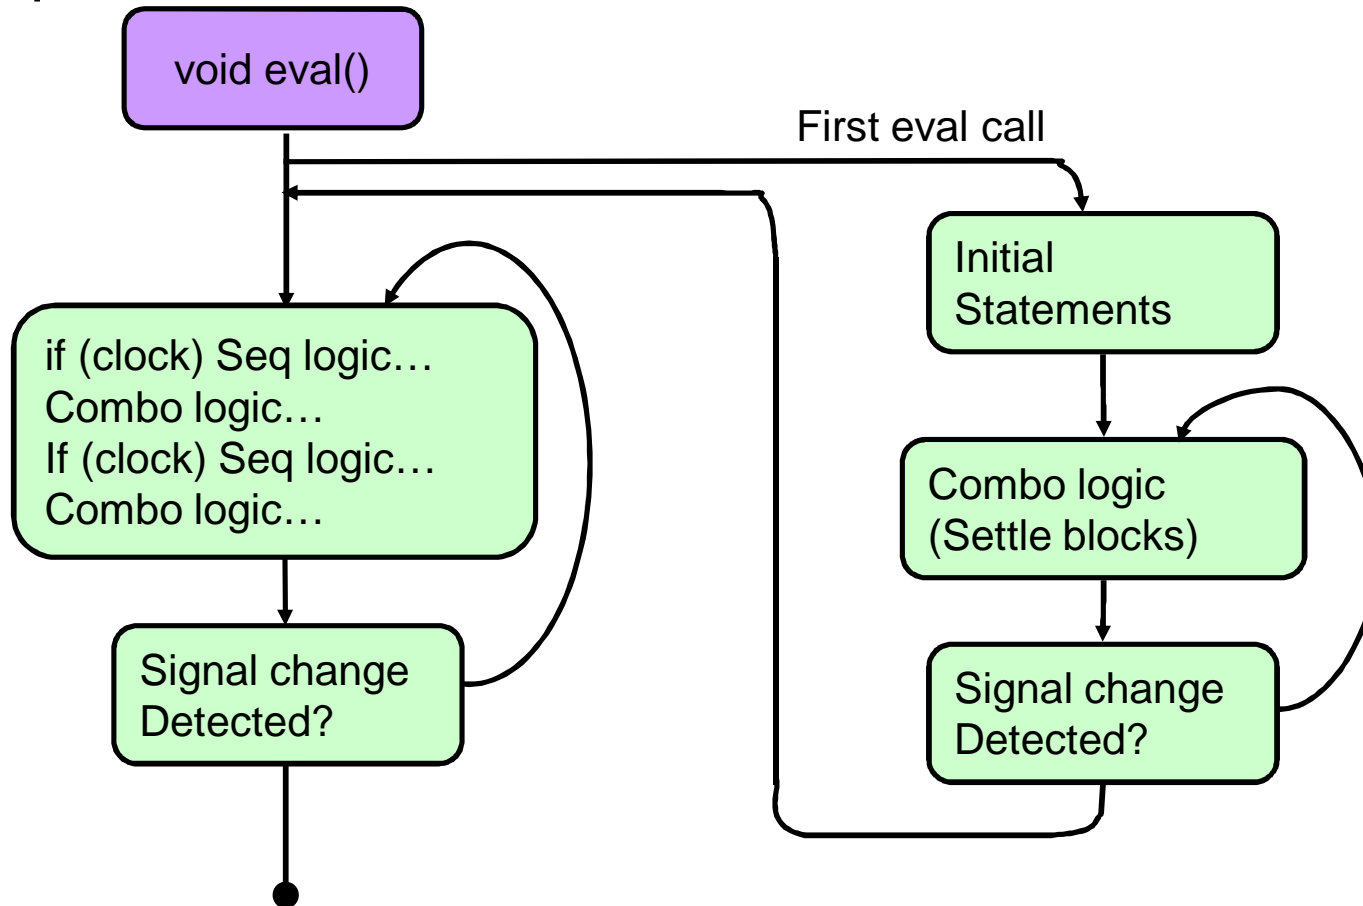 void eval()
First eval call
Initial
Statements
if (clock) Seq logic…
Combo logic…
If (clock) Seq logic…
Combo logic…
Combo logic
(Settle blocks)
Signal change
Detected?
Signal change
Detected?